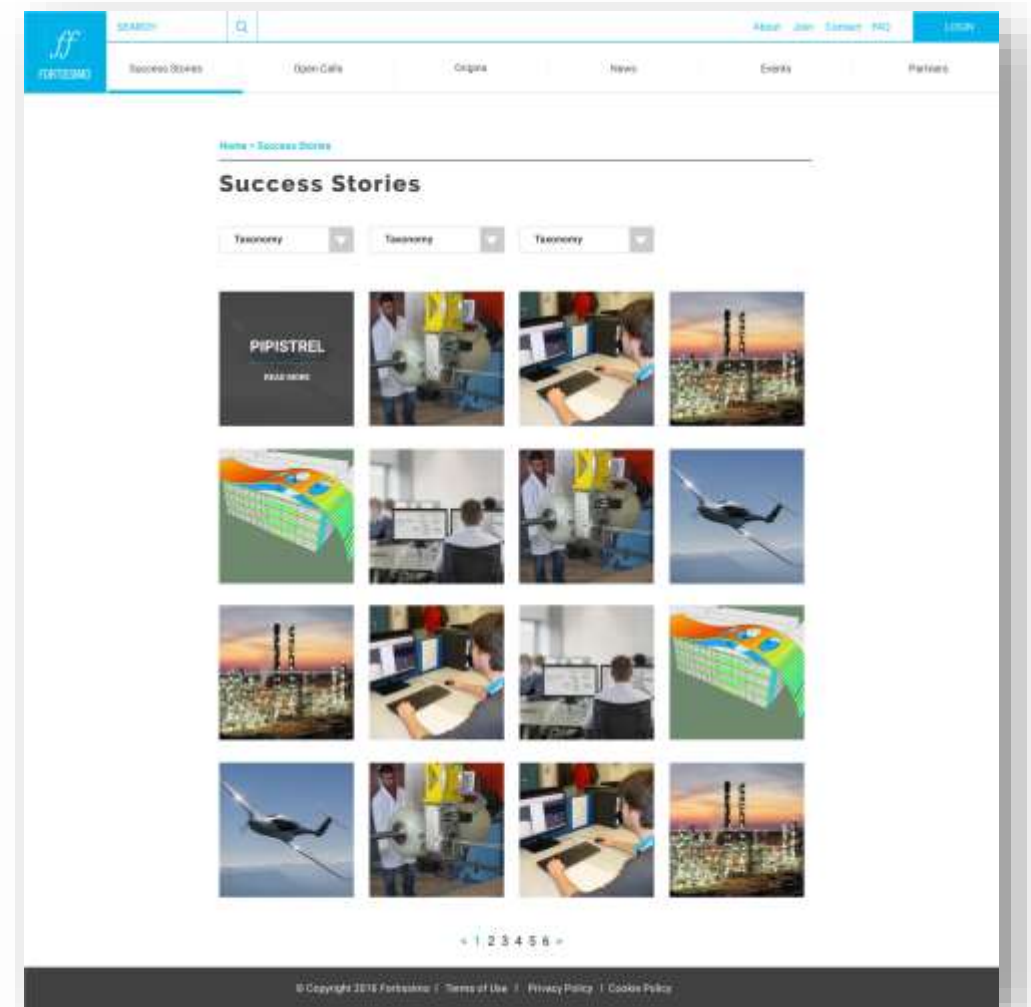 ff
FORTISSIMO
SEARCH
About Join Contact FAQ
LOGIN
Success Stories Open Calls Origins News Events Partners
Home > Success Stories
Success Stories
Taxonomy Taxonomy Taxonomy
PIPISTREL
READ MORE
< 1 2 3 4 5 6 >
© Copyright 2016 Fortissimo | Terms of Use | Privacy Policy | Cookie Policy